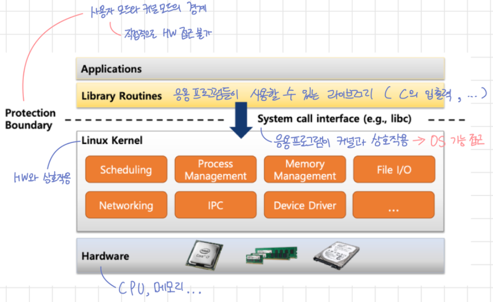 사용자 모드와 커널모드의 경계
직접적으로 HW 접근 불가
Applications
Library Routines 응용프로그램들이 사용할 수 있는 라이브러리 ( C의 입출력 , ... )
Protection Boundary
System call interface (e.g., libc)
응용프로그램이 커널과 상호작용 → OS 기능 접근
Linux Kernel
HW와 상호작용
Scheduling
Process Management
Memory Management
File I/O
Networking
IPC
Device Driver
...
Hardware
CPU, 메모리 ...